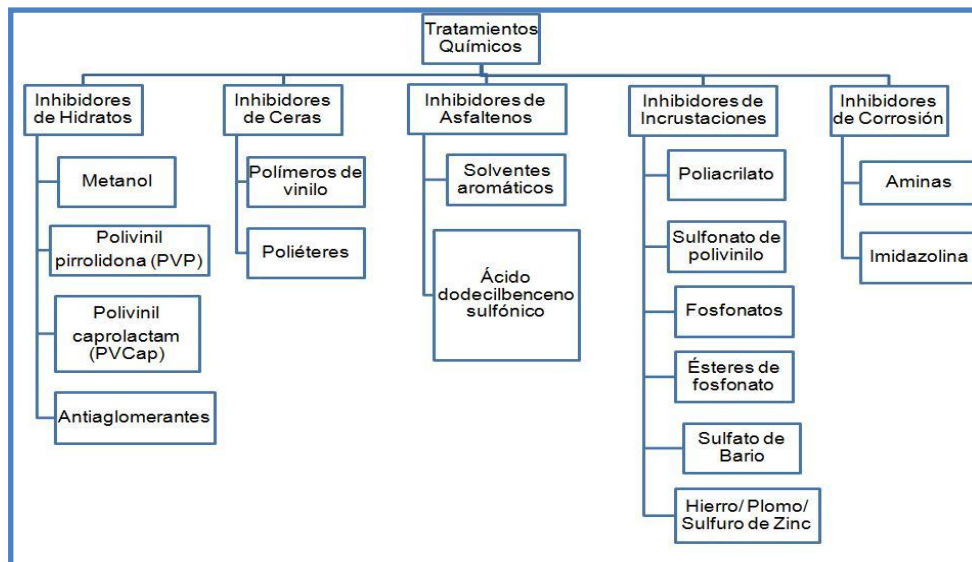 Tratamientos
Químicos
Inhibidores
de Hidratos
Metanol
Polivinil
pirrolidona (PVP)
Polivinil
caprolactam
(PVCap)
Antiaglomerantes
Inhibidores
de Ceras
Polímeros de
vinilo
Poliéteres
Inhibidores de
Asfaltenos
Solventes
aromáticos
Ácido
dodecilbenceno
sulfónico
Inhibidores de
Incrustaciones
Poliacrilato
Sulfonato de
polivinilo
Fosfonatos
Ésteres de
fosfonato
Sulfato de
Bario
Hierro/ Plomo/
Sulfuro de Zinc
Inhibidores
de Corrosión
Aminas
Imidazolina